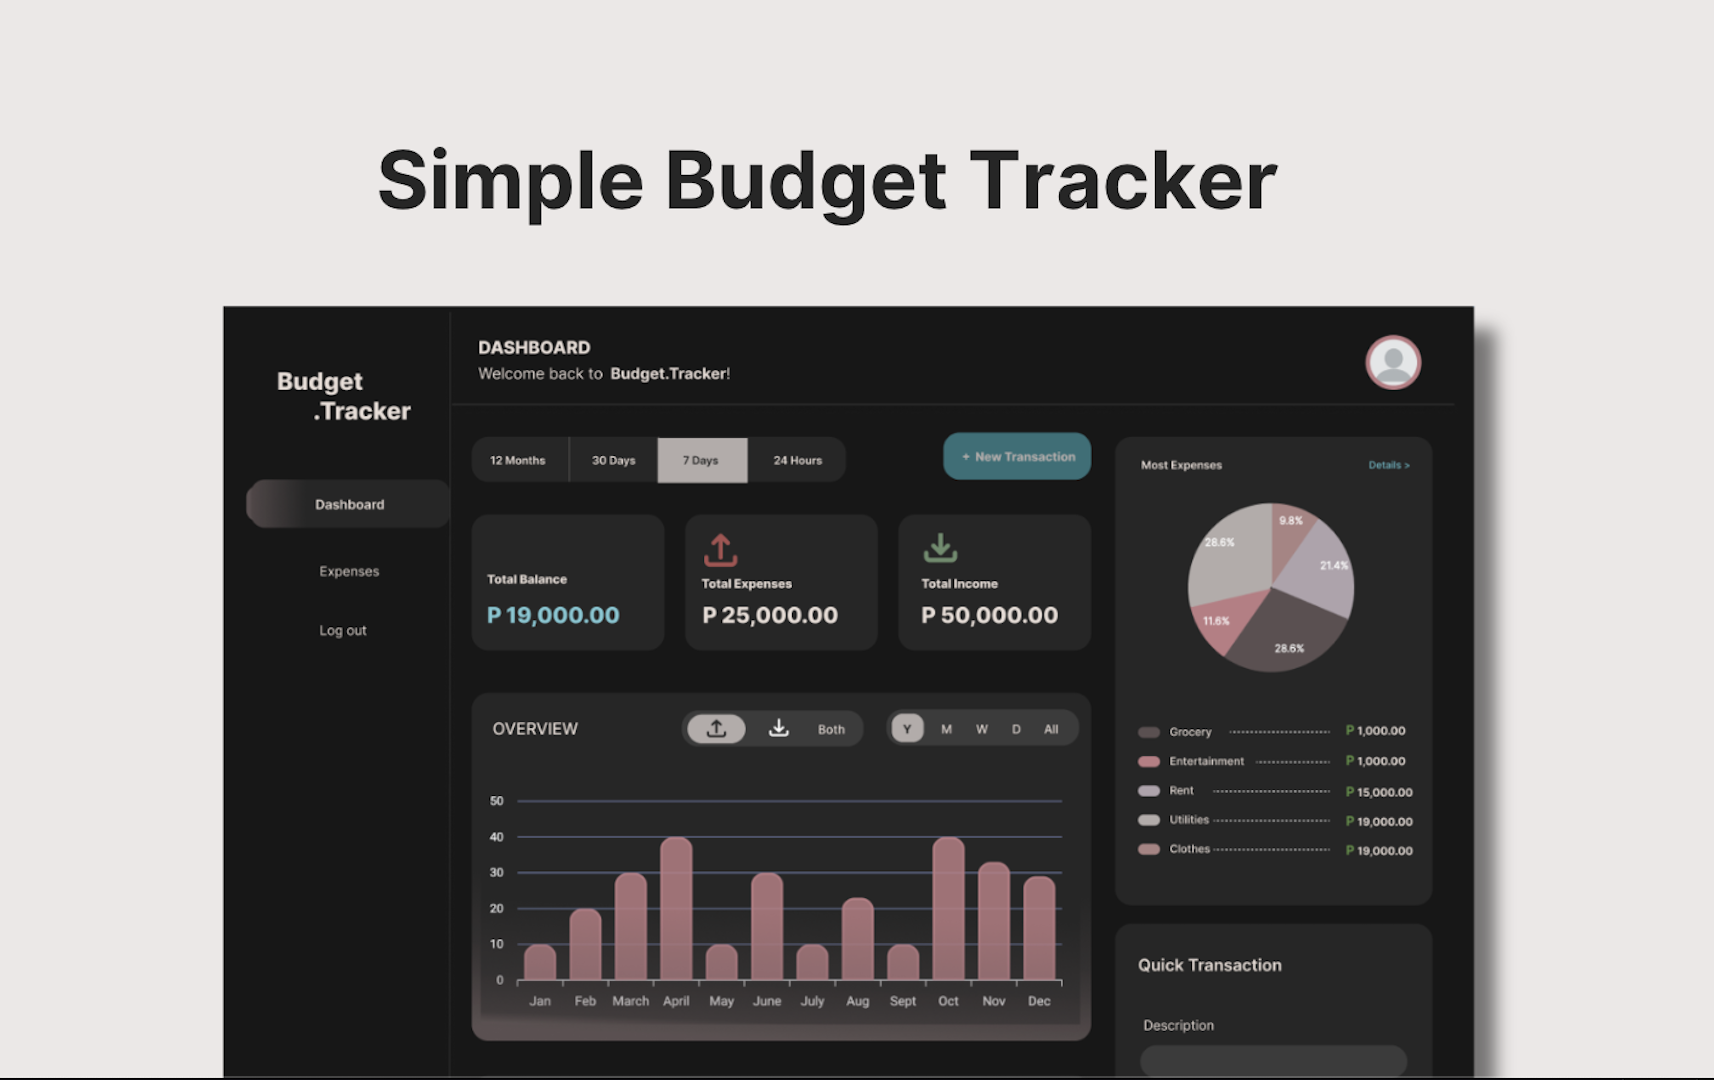 Simple Budget Tracker
Budget
.Tracker
Dashboard
Expenses
Log out
DASHBOARD
Welcome back to Budget.Tracker!
12 Months
30 Days
7 Days
24 Hours
+ New Transaction
Total Balance
P 19,000.00
Total Expenses
P 25,000.00
Total Income
P 50,000.00
OVERVIEW
Both
Y
M
W
D
All
50
40
30
20
10
0
Jan
Feb
March
April
May
June
July
Aug
Sept
Oct
Nov
Dec
Most Expenses
Details >
9.8%
28.6%
21.4%
11.6%
28.6%
Grocery P 1,000.00
Entertainment P 1,000.00
Rent P 15,000.00
Utilities P 19,000.00
Clothes P 19,000.00
Quick Transaction
Description